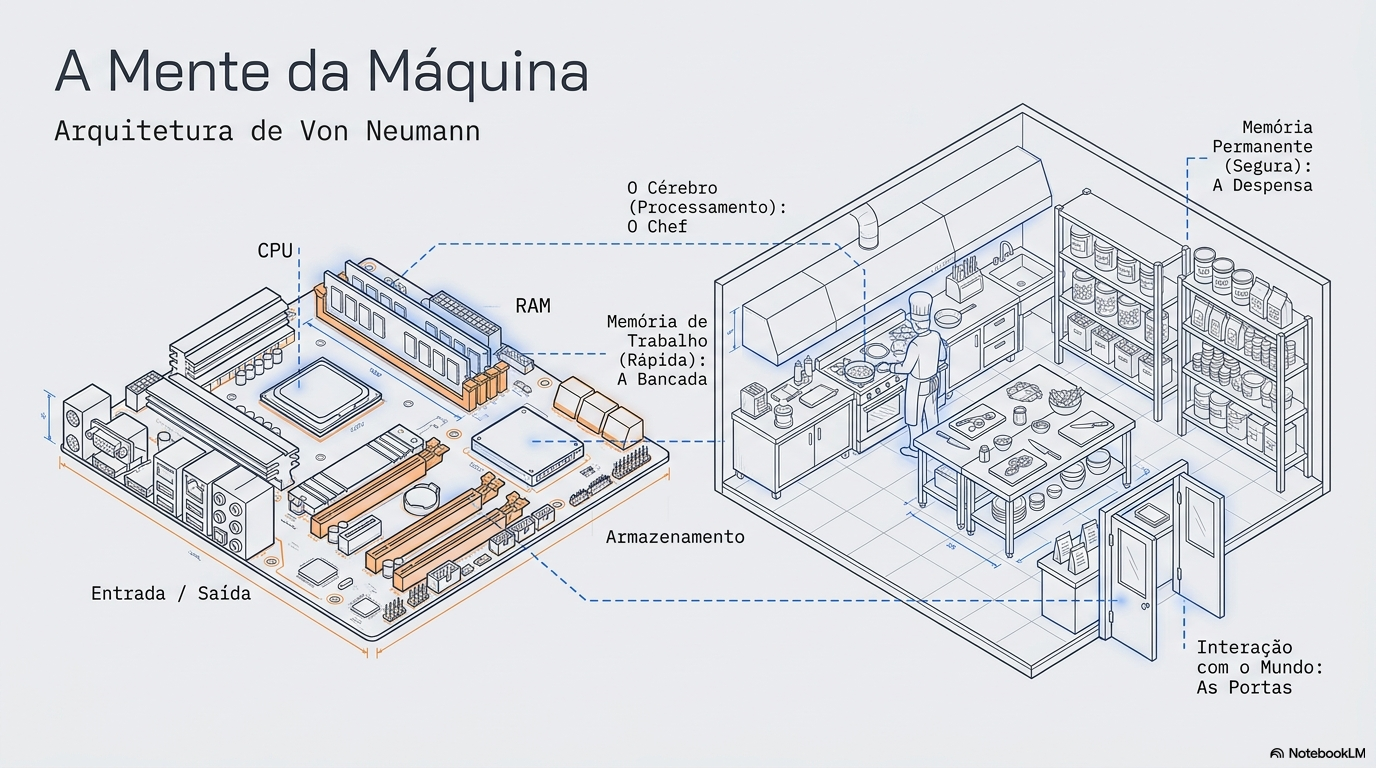 A Mente da Máquina
Arquitetura de Von Neumann
CPU
RAM
Entrada / Saída
Armazenamento
O Cérebro
(Processamento):
O Chef
Memória de
Trabalho
(Rápida):
A Bancada
Memória
Permanente
(Segura):
A Despensa
Interação
com o Mundo:
As Portas
NotebookLM